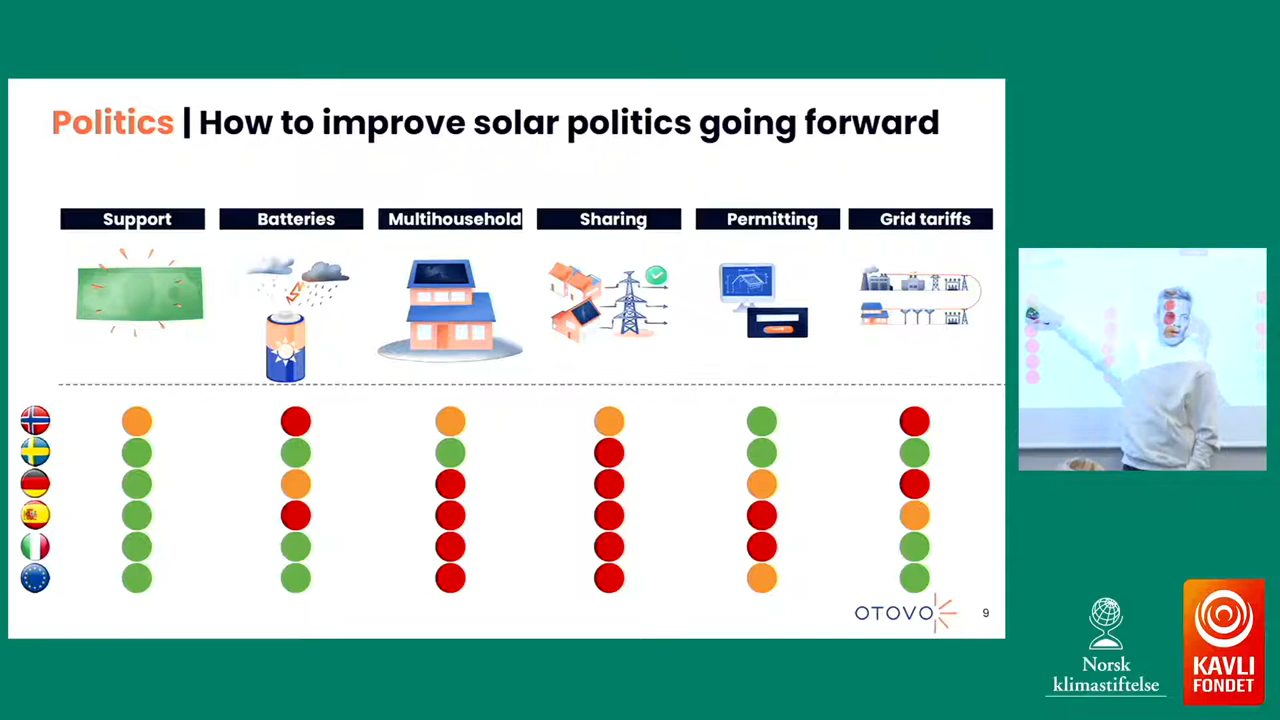 Politics | How to improve solar politics going forward
Support
Batteries
Multihousehold
Sharing
Permitting
Grid tariffs
OTOVO
9
Norsk
klimastiftelse
KAVLI
FONDET